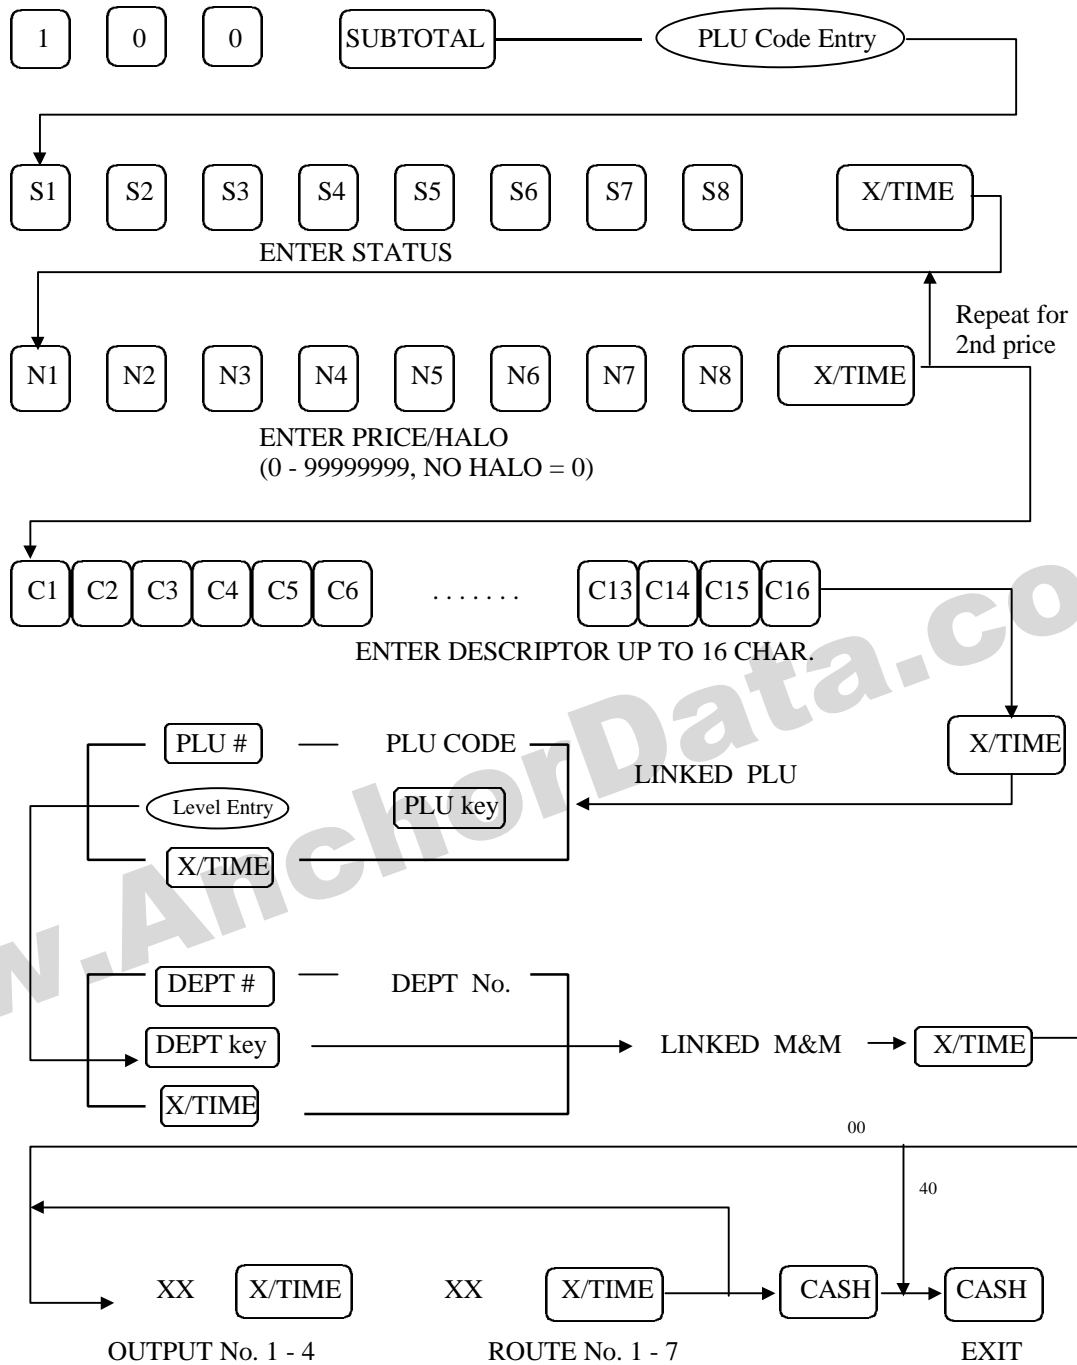 1 0 0 SUBTOTAL PLU Code Entry
S1 S2 S3 S4 S5 S6 S7 S8 X/TIME
ENTER STATUS
Repeat for
2nd price
N1 N2 N3 N4 N5 N6 N7 N8 X/TIME
ENTER PRICE/HALO
(0 - 99999999, NO HALO = 0)
C1 C2 C3 C4 C5 C6 ....... C13 C14 C15 C16
ENTER DESCRIPTOR UP TO 16 CHAR.
PLU # PLU CODE X/TIME
LINKED PLU
Level Entry PLU key
X/TIME
DEPT # DEPT No.
DEPT key LINKED M&M X/TIME
X/TIME
00
40
XX X/TIME XX X/TIME CASH CASH
OUTPUT No. 1 - 4 ROUTE No. 1 - 7 EXIT
w.AnchorData.co